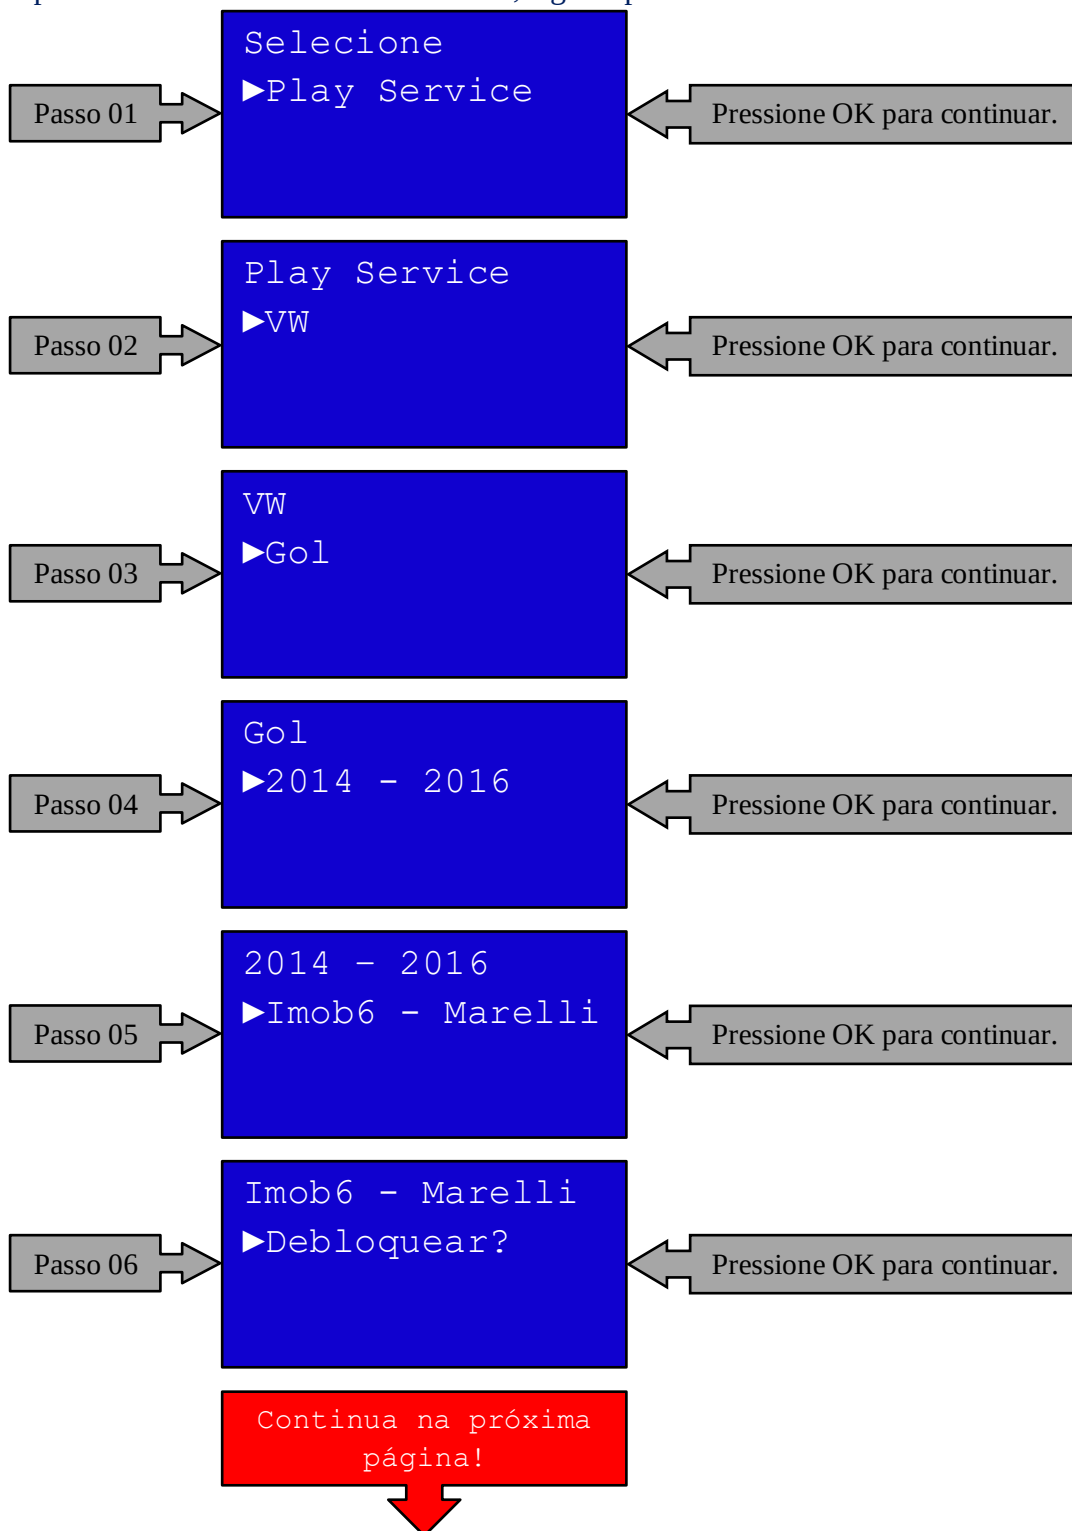 Selecione
►Play Service
Passo 01
Pressione OK para continuar.
Play Service
►VW
Passo 02
Pressione OK para continuar.
VW
►Gol
Passo 03
Pressione OK para continuar.
Gol
►2014 - 2016
Passo 04
Pressione OK para continuar.
2014 – 2016
►Imob6 - Marelli
Passo 05
Pressione OK para continuar.
Imob6 - Marelli
►Debloquear?
Passo 06
Pressione OK para continuar.
Continua na próxima
página!